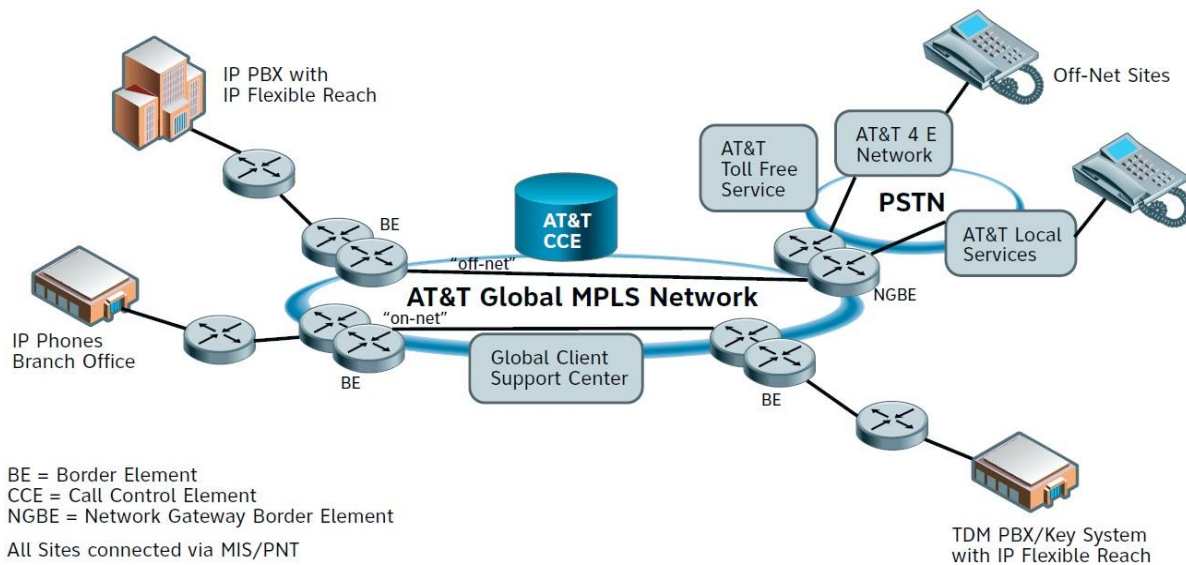 IP PBX with
IP Flexible Reach
Off-Net Sites
AT&T
Toll Free
Service
AT&T 4 E
Network
PSTN
AT&T
CCE
BE
AT&T Local
Services
"off-net"
AT&T Global MPLS Network
NGBE
"on-net"
IP Phones
Branch Office
Global Client
Support Center
BE
BE
BE = Border Element
CCE = Call Control Element
NGBE = Network Gateway Border Element
All Sites connected via MIS/PNT
TDM PBX/Key System
with IP Flexible Reach